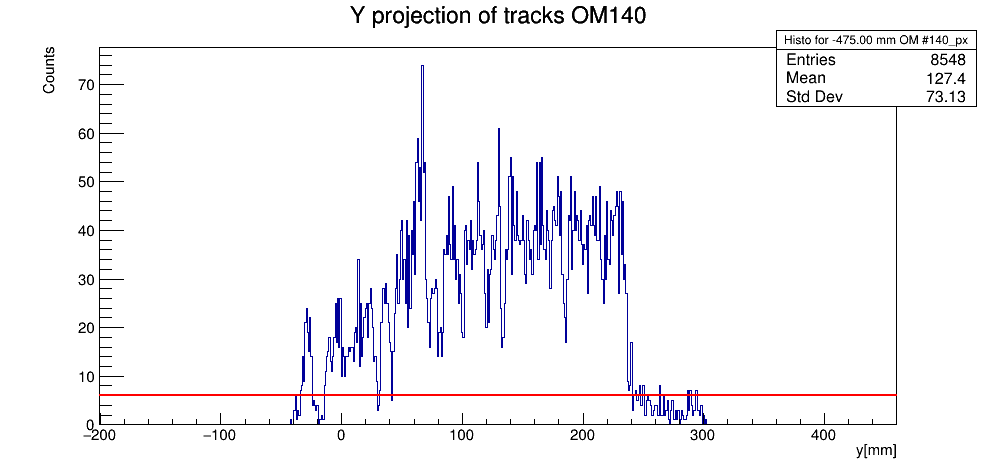 Y projection of tracks OM140
Histo for -475.00 mm OM #140_px
Entries 8548
Mean 127.4
Std Dev 73.13
Counts
70
60
50
40
30
20
10
0
−200 −100 0 100 200 300 400
y[mm]